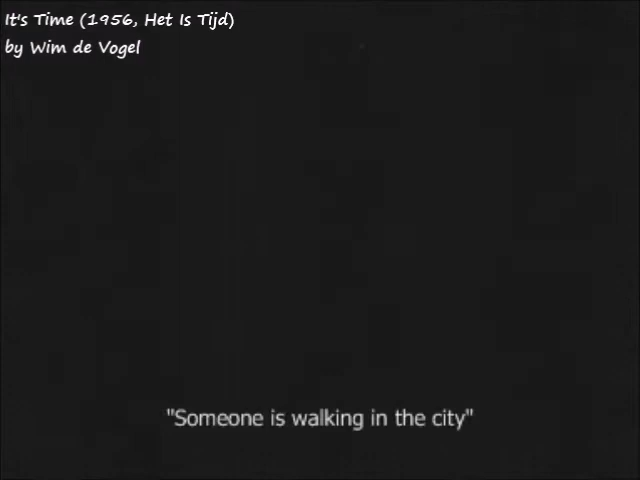 It's Time (1956, Het Is Tijd)
by Wim de Vogel
"Someone is walking in the city"